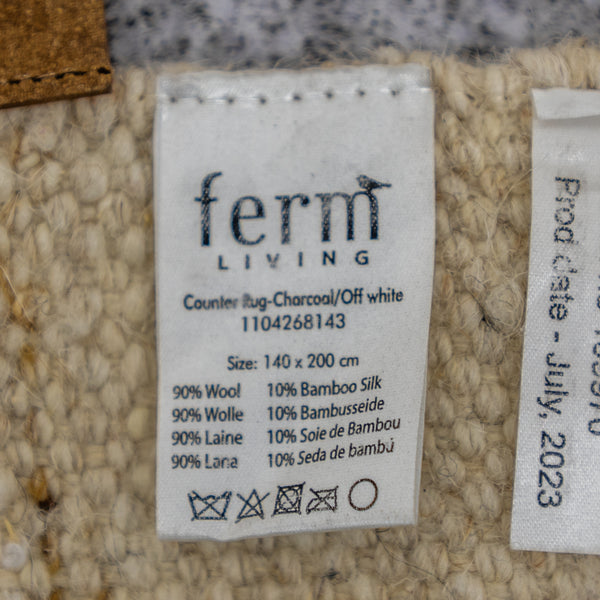 ferm
LIVING
Counter Rug-Charcoal/Off white
1104268143
Size: 140 x 200 cm
90% Wool 10% Bamboo Silk
90% Wolle 10% Bambusseide
90% Laine 10% Soie de Bambou
90% Lana 10% Seda de bambú
Prod date - July, 2023